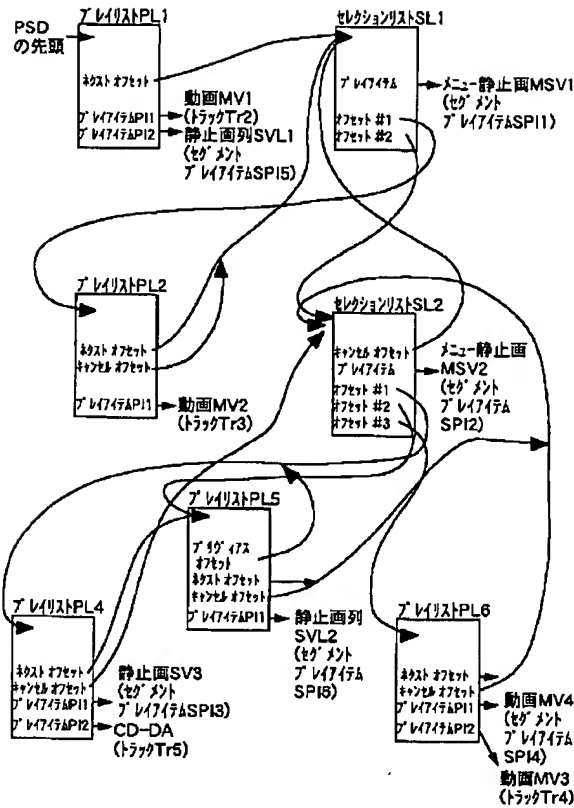 PSD
の先頭
プレイリストPL1
ネクスト オフセット
プレイアイテムPI1
プレイアイテムPI2
動画MV1
(トラックTr2)
静止画列SVL1
(セグメント
プレイアイテムSPI5)
セレクションリストSL1
プレイアイテム
オフセット #1
オフセット #2
メニュー静止画MSV1
(セグメント
プレイアイテムSPI1)
プレイリストPL2
ネクスト オフセット
キャンセル オフセット
プレイアイテムPI1
動画MV2
(トラックTr3)
セレクションリストSL2
キャンセル オフセット
プレイアイテム
オフセット #1
オフセット #2
オフセット #3
メニュー静止画
MSV2
(セグメント
プレイアイテム
SPI2)
プレイリストPL5
プリヴィアス
オフセット
ネクスト オフセット
キャンセル オフセット
プレイアイテムPI1
静止画列
SVL2
(セグメント
プレイアイテム
SPI6)
プレイリストPL4
ネクスト オフセット
キャンセル オフセット
プレイアイテムPI1
プレイアイテムPI2
静止画SV3
(セグメント
プレイアイテムSPI3)
CD-DA
(トラックTr5)
プレイリストPL6
ネクスト オフセット
キャンセル オフセット
プレイアイテムPI1
プレイアイテムPI2
動画MV4
(セグメント
プレイアイテム
SPI4)
動画MV3
(トラックTr4)